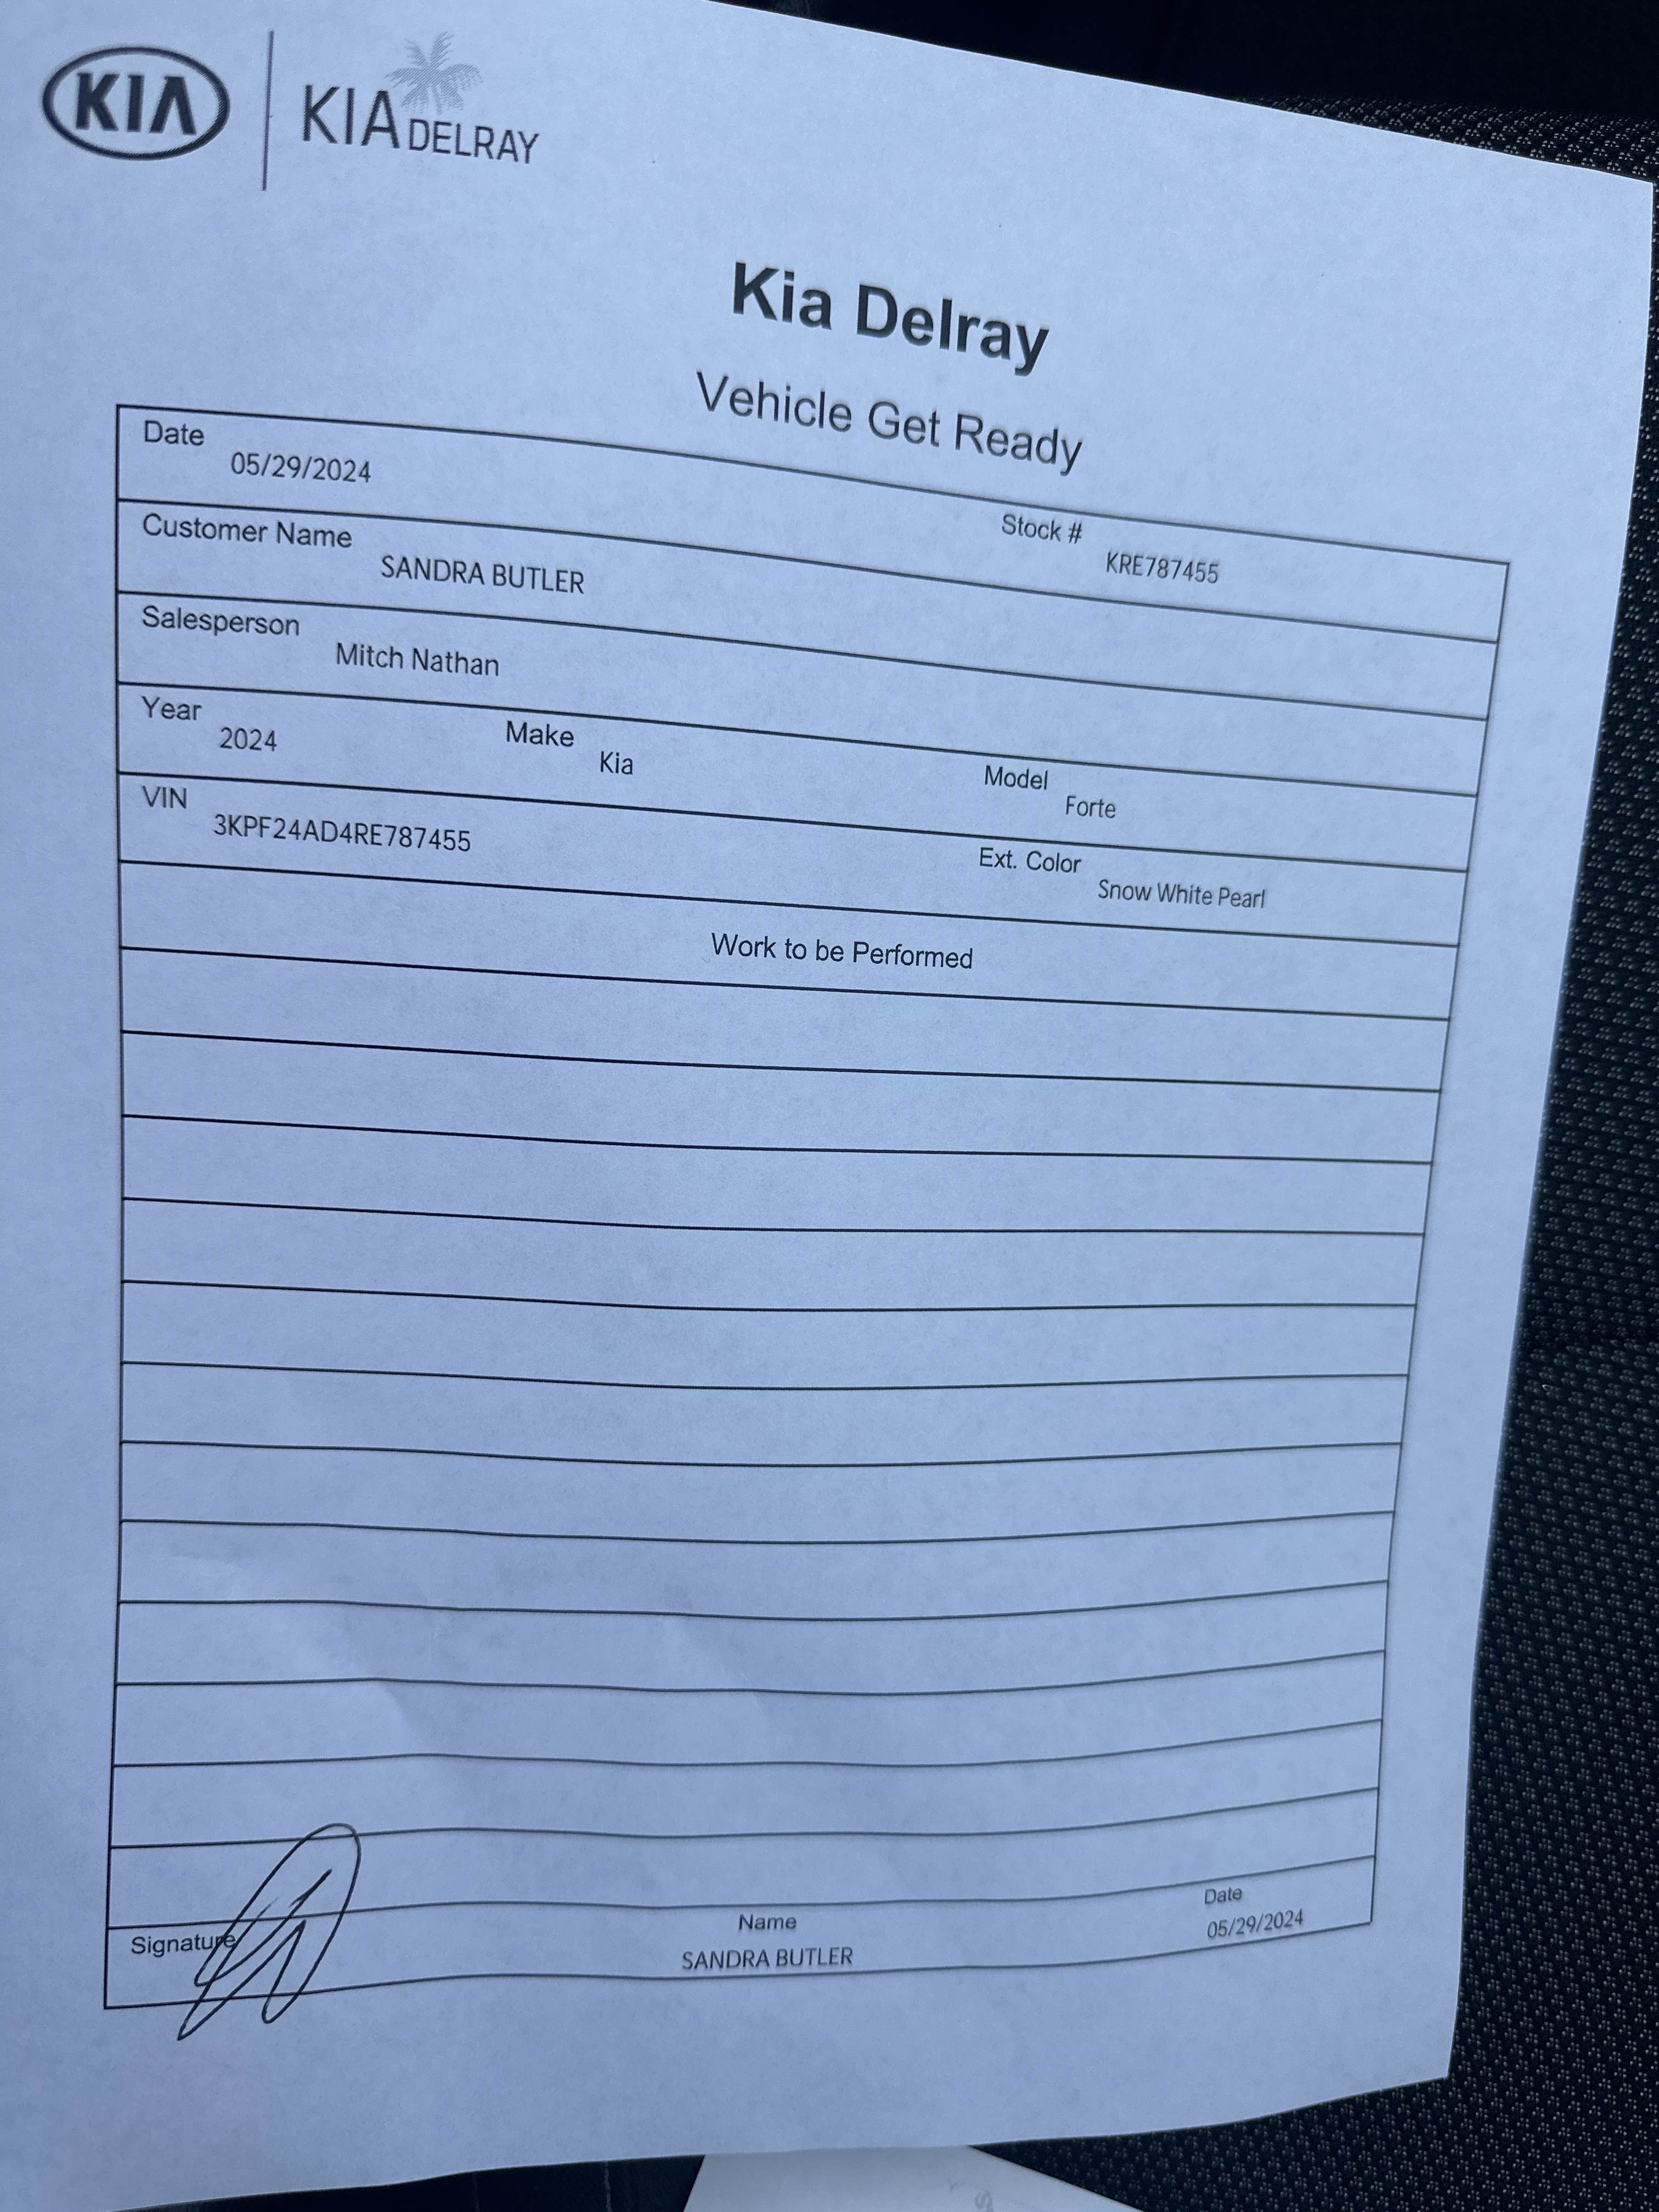 KIA KIA DELRAY
Kia Delray
Vehicle Get Ready
Date 05/29/2024 Stock # KRE787455
Customer Name SANDRA BUTLER
Salesperson Mitch Nathan
Year 2024 Make Kia Model Forte
VIN 3KPF24AD4RE787455 Ext. Color Snow White Pearl
Work to be Performed
Signature Name SANDRA BUTLER Date 05/29/2024